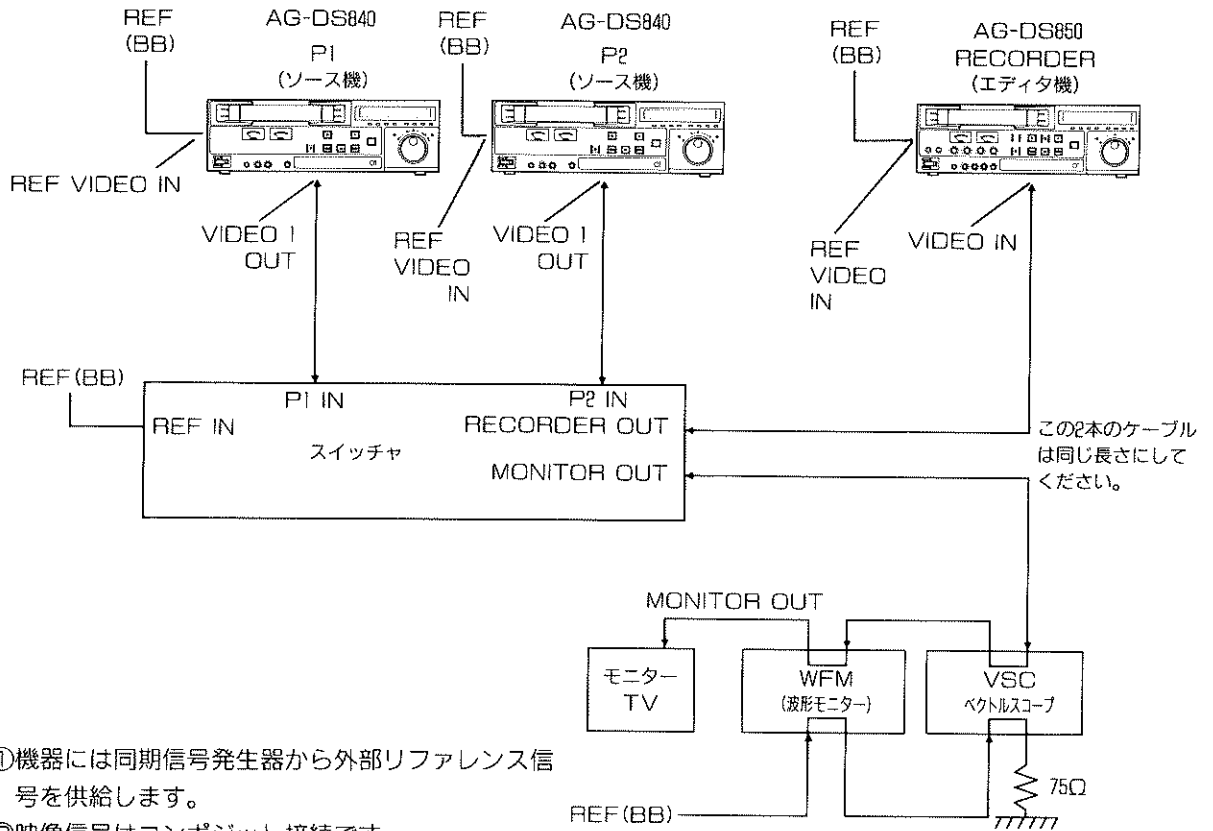 REF
(BB)
AG-DS840
P1
(ソース機)
REF
(BB)
AG-DS840
P2
(ソース機)
REF
(BB)
AG-DS850
RECORDER
(エディタ機)
REF VIDEO IN
VIDEO 1
OUT
REF
VIDEO
IN
VIDEO 1
OUT
REF
VIDEO
IN
VIDEO IN
REF(BB)
REF IN
P1 IN
P2 IN
スイッチャ
RECORDER OUT
MONITOR OUT
この2本のケーブル
は同じ長さにして
ください。
MONITOR OUT
モニター
TV
WFM
(波形モニター)
VSC
ベクトルスコープ
75Ω
REF(BB)
①機器には同期信号発生器から外部リファレンス信
号を供給します。